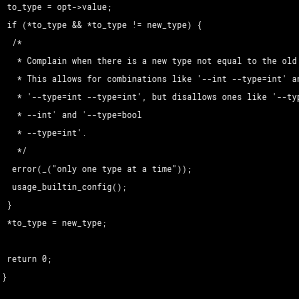 to_type = opt->value;
if (*to_type && *to_type != new_type) {
/*
* Complain when there is a new type not equal to the old
* This allows for combinations like '--int --type=int' a
* '--type=int --type=int', but disallows ones like '--typ
* --int' and '--type=bool
* --type=int'.
*/
error(_("only one type at a time"));
usage_builtin_config();
}
*to_type = new_type;
return 0;
}